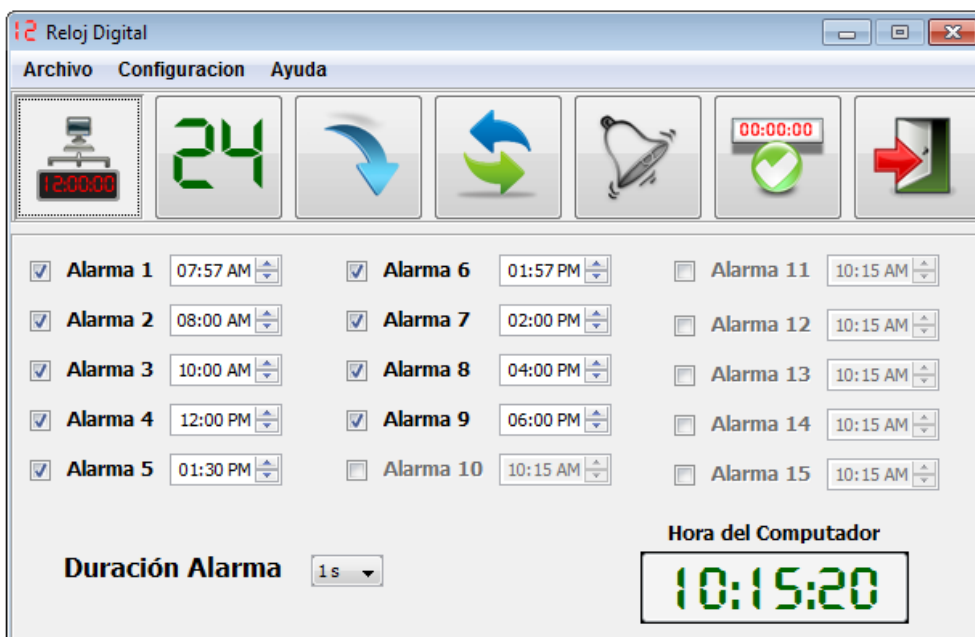 12 Reloj Digital
Archivo Configuracion Ayuda
12:00:00 24 00:00:00
Alarma 1 07:57 AM Alarma 6 01:57 PM Alarma 11 10:15 AM
Alarma 2 08:00 AM Alarma 7 02:00 PM Alarma 12 10:15 AM
Alarma 3 10:00 AM Alarma 8 04:00 PM Alarma 13 10:15 AM
Alarma 4 12:00 PM Alarma 9 06:00 PM Alarma 14 10:15 AM
Alarma 5 01:30 PM Alarma 10 10:15 AM Alarma 15 10:15 AM
Hora del Computador
Duración Alarma 1 s
10:15:20